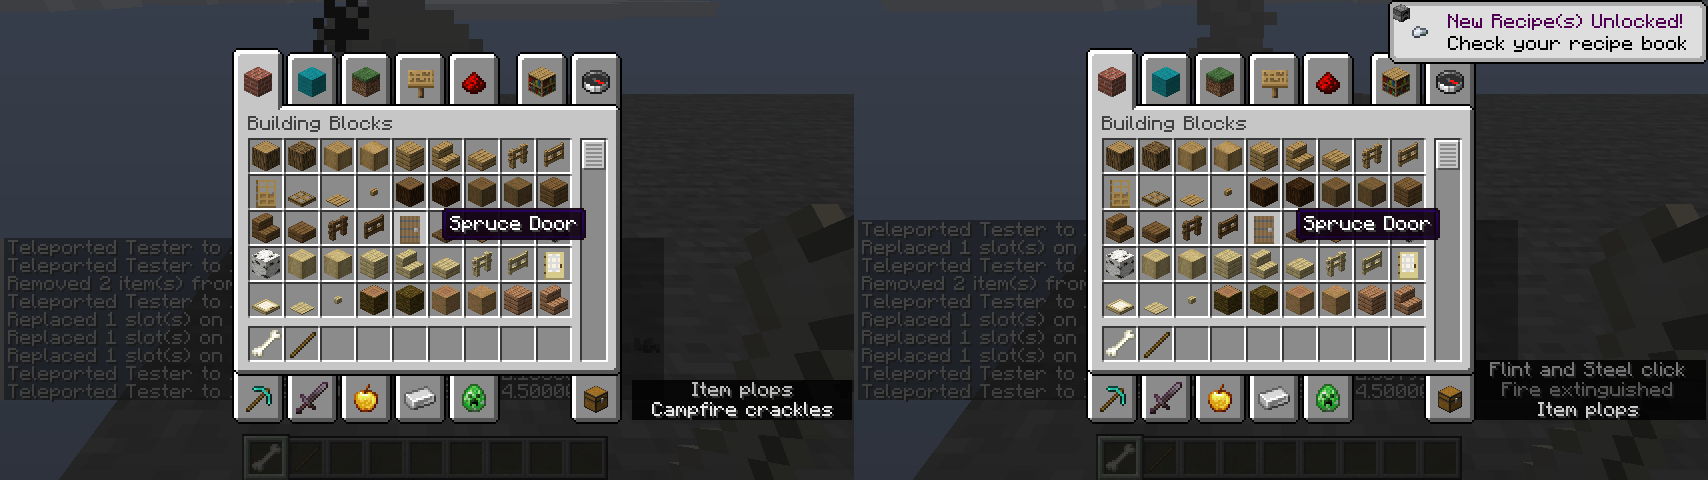 Building Blocks
Spruce Door
Teleported Tester to
Teleported Tester to
Removed 2 item(s) from
Teleported Tester to
Replaced 1 slot(s) on
Replaced 1 slot(s) on
Replaced 1 slot(s) on
Teleported Tester to
Teleported Tester to
Item plops
Campfire crackles
New Recipe(s) Unlocked!
Check your recipe book
Building Blocks
Spruce Door
Teleported Tester to
Replaced 1 slot(s) on
Teleported Tester to
Removed 2 item(s) from
Teleported Tester to
Replaced 1 slot(s) on
Replaced 1 slot(s) on
Replaced 1 slot(s) on
Teleported Tester to
Teleported Tester to
Flint and Steel click
Fire extinguished
Item plops